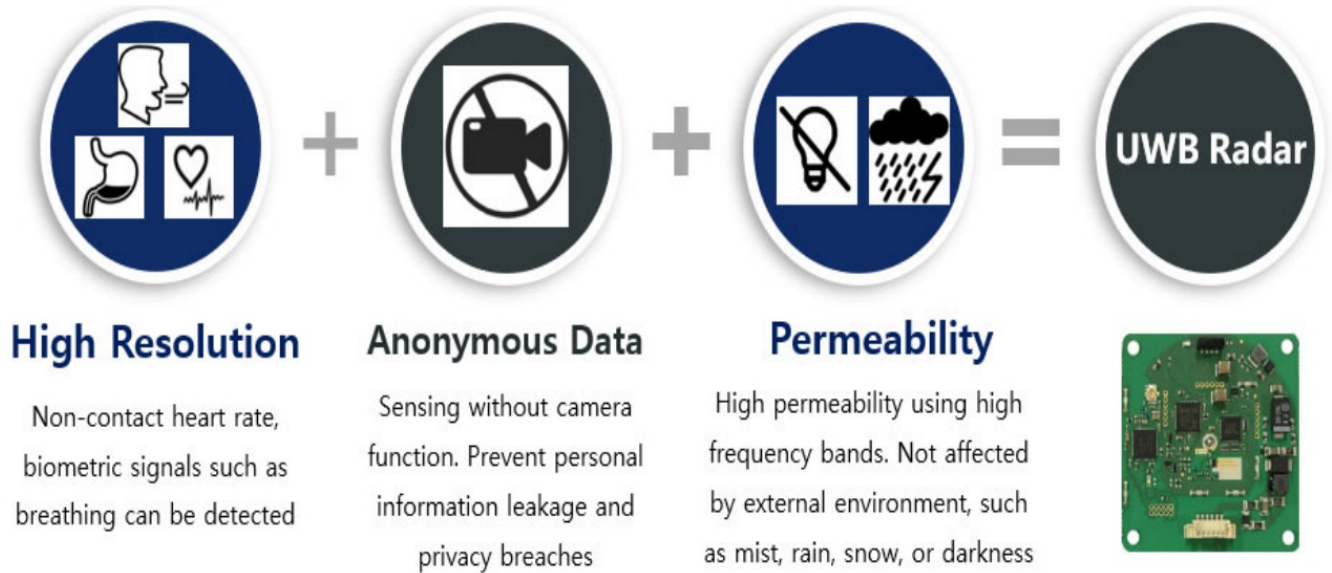 UWB Radar
High Resolution
Non-contact heart rate,
biometric signals such as
breathing can be detected
Anonymous Data
Sensing without camera
function. Prevent personal
information leakage and
privacy breaches
Permeability
High permeability using high
frequency bands. Not affected
by external environment, such
as mist, rain, snow, or darkness